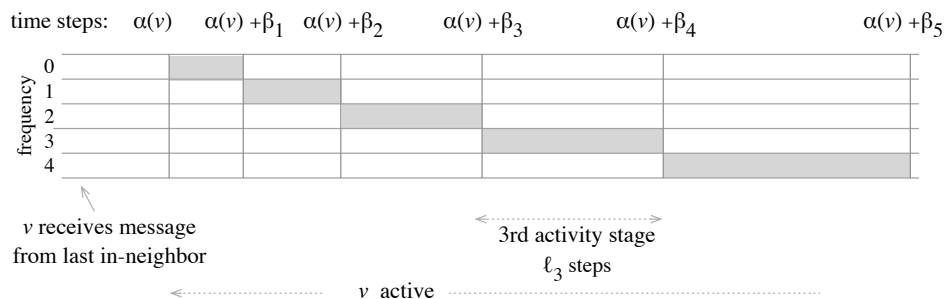 time steps: α(v) α(v) +β₁ α(v) +β₂ α(v) +β₃ α(v) +β₄ α(v) +β₅
frequency
0
1
2
3
4
v receives message
from last in-neighbor
3rd activity stage
ℓ₃ steps
v active